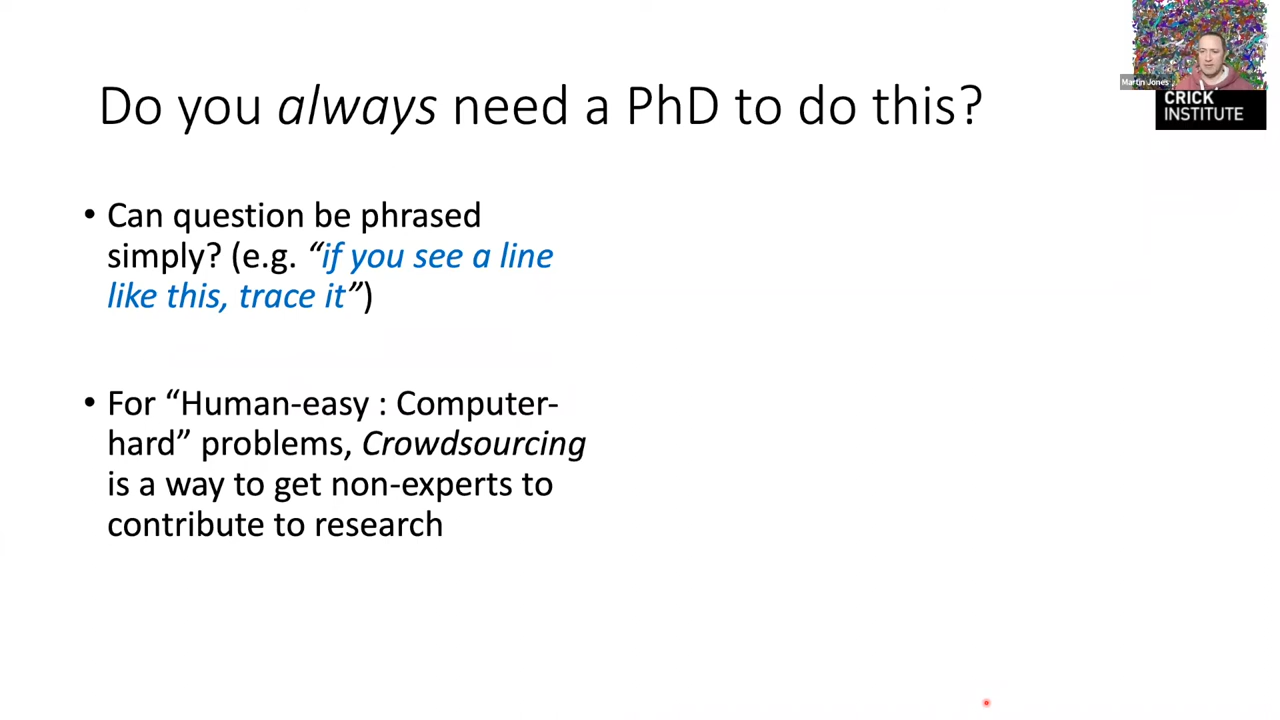 Do you always need a PhD to do this?
Martin Jones
CRICK
INSTITUTE
• Can question be phrased
simply? (e.g. “if you see a line
like this, trace it”)
• For “Human-easy : Computer-
hard” problems, Crowdsourcing
is a way to get non-experts to
contribute to research